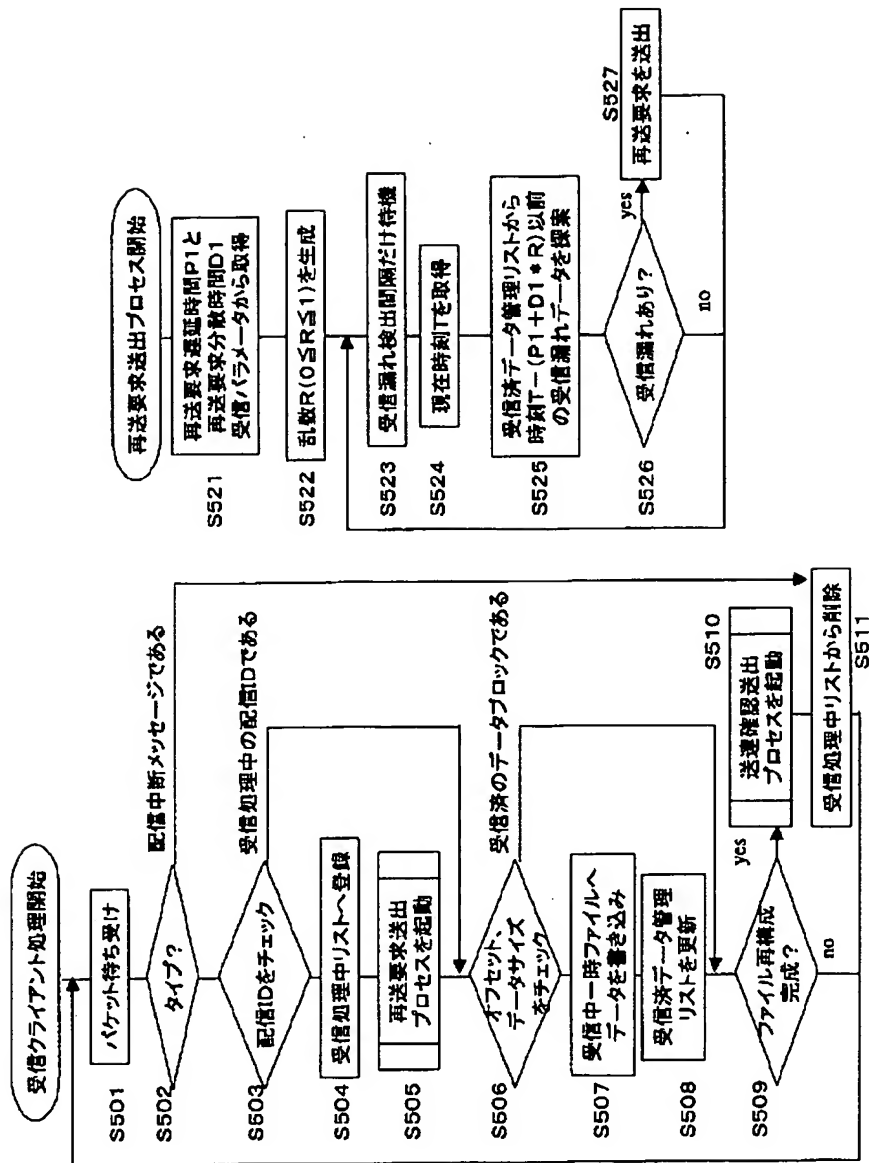 受信クライアント処理開始
S501
パケット待ち受け
S502
タイプ?
配信中断メッセージである
S503
配信IDをチェック
受信処理中の配信IDである
S504
受信処理中リストへ登録
S505
再送要求送出
プロセスを起動
S506
オフセット、
データサイズ
をチェック
受信済のデータブロックである
S507
受信中一時ファイルへ
データを書き込み
S508
受信済データ管理
リストを更新
S509
ファイル再構成
完成?
yes
no
S510
送達確認送出
プロセスを起動
S511
受信処理中リストから削除
再送要求送出プロセス開始
S521
再送要求遅延時間P1と
再送要求分散時間D1
受信パラメータから取得
S522
乱数R(0≦R≦1)を生成
S523
受信漏れ検出間隔だけ待機
S524
現在時刻Tを取得
S525
受信済データ管理リストから
時刻T-(P1+D1*R)以前
の受信漏れデータを探索
S526
受信漏れあり?
yes
no
S527
再送要求を送出